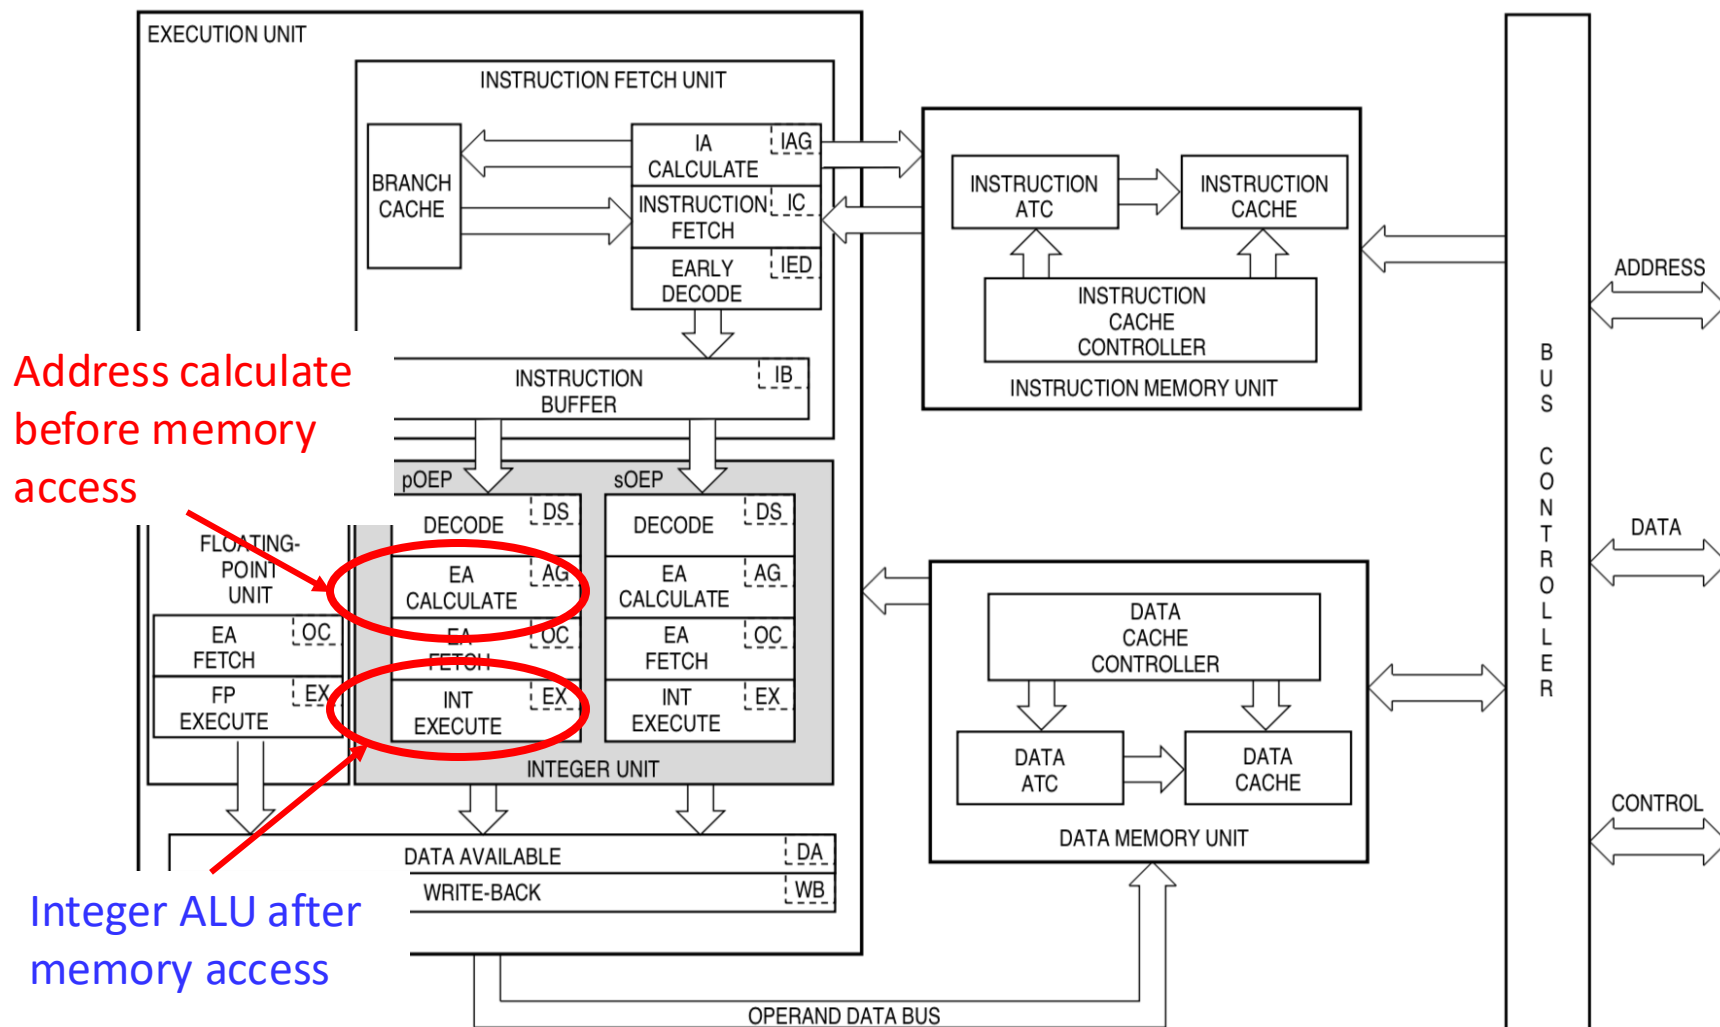 EXECUTION UNIT
INSTRUCTION FETCH UNIT
BRANCH
CACHE
IA
CALCULATE
IAG
INSTRUCTION
FETCH
IC
EARLY
DECODE
IED
INSTRUCTION
BUFFER
IB
INSTRUCTION
ATC
INSTRUCTION
CACHE
INSTRUCTION
CACHE
CONTROLLER
INSTRUCTION MEMORY UNIT
Address calculate
before memory
access
pOEP
sOEP
DECODE
DS
EA
CALCULATE
AG
EA
FETCH
OC
INT
EXECUTE
EX
DECODE
DS
EA
CALCULATE
AG
EA
FETCH
OC
INT
EXECUTE
EX
INTEGER UNIT
FLOATING-
POINT
UNIT
EA
FETCH
OC
FP
EXECUTE
EX
DATA AVAILABLE
DA
WRITE-BACK
WB
Integer ALU after
memory access
DATA
CACHE
CONTROLLER
DATA
ATC
DATA
CACHE
DATA MEMORY UNIT
OPERAND DATA BUS
BUS CONTROLLER
ADDRESS
DATA
CONTROL